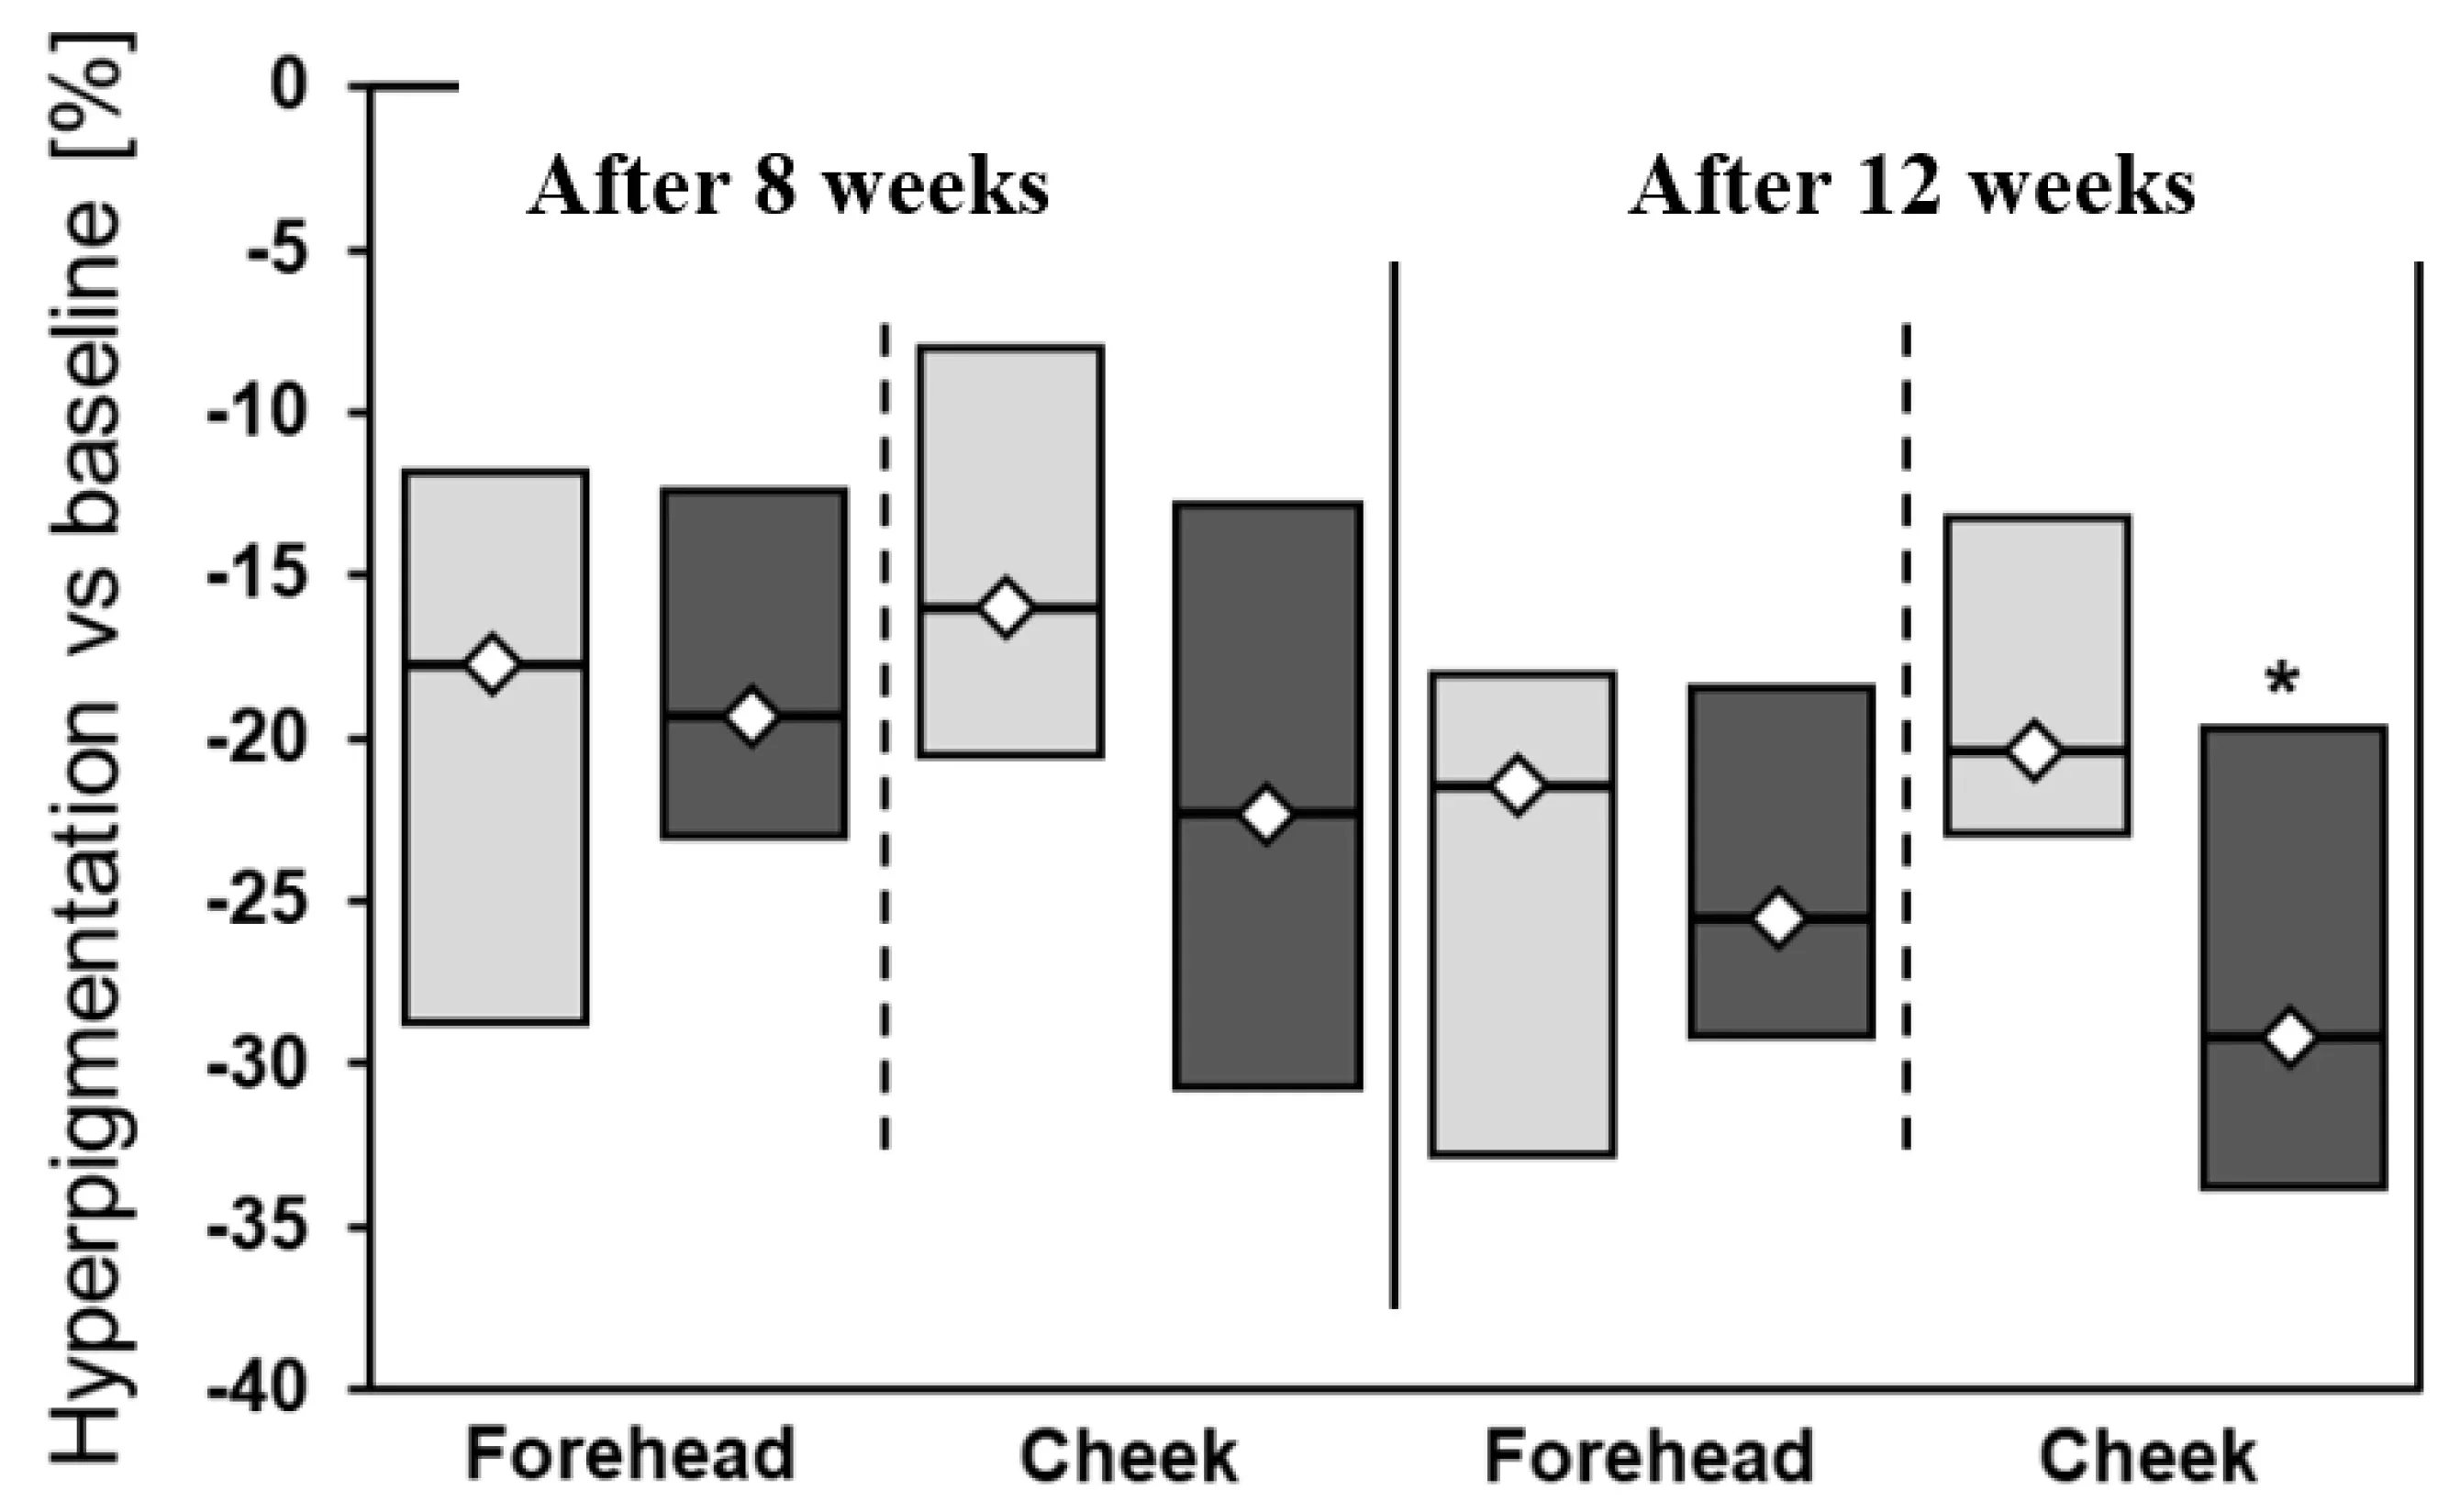 Hyperpigmentation vs baseline [%]
0
-5
-10
-15
-20
-25
-30
-35
-40
After 8 weeks
After 12 weeks
*
Forehead
Cheek
Forehead
Cheek